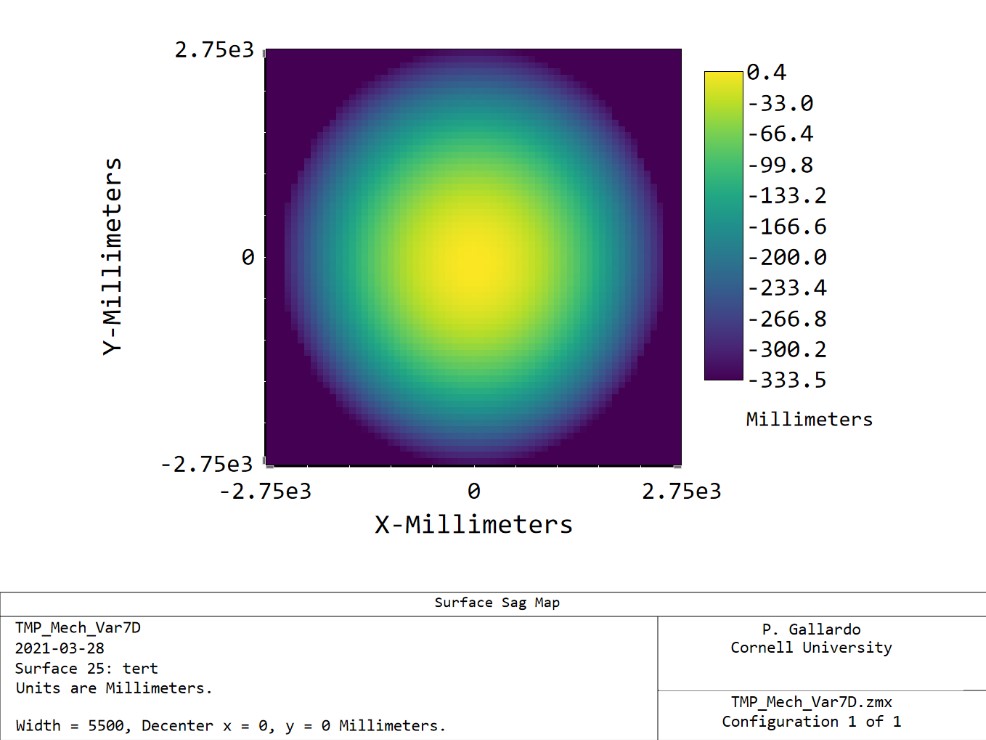 2.75e3
0
-2.75e3
Y-Millimeters
-2.75e3 0 2.75e3
X-Millimeters
0.4
-33.0
-66.4
-99.8
-133.2
-166.6
-200.0
-233.4
-266.8
-300.2
-333.5
Millimeters
Surface Sag Map
TMP_Mech_Var7D
2021-03-28
Surface 25: tert
Units are Millimeters.
Width = 5500, Decenter x = 0, y = 0 Millimeters.
P. Gallardo
Cornell University
TMP_Mech_Var7D.zmx
Configuration 1 of 1